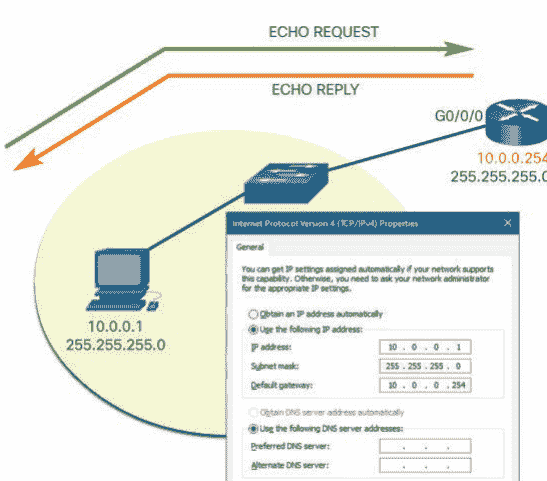 ECHO REQUEST
ECHO REPLY
G0/0/0
10.0.0.254
255.255.255.0
Internet Protocol Version 4 (TCP/IPv4) Properties
General
You can get IP settings assigned automatically if your network supports
this capability. Otherwise, you need to ask your network administrator
for the appropriate IP settings.
Obtain an IP address automatically
Use the following IP address:
IP address: 10 . 0 . 0 . 1
Subnet mask: 255 . 255 . 255 . 0
Default gateway: 10 . 0 . 0 . 254
Obtain DNS server address automatically
Use the following DNS server addresses:
Preferred DNS server: . . .
Alternate DNS server: . . .
10.0.0.1
255.255.255.0